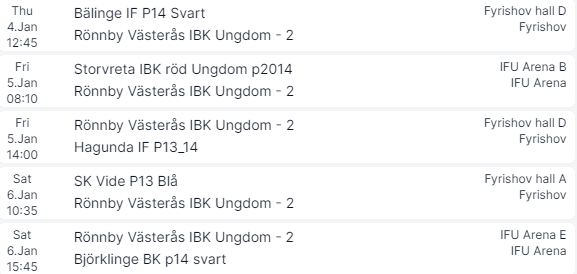 Thu
4.Jan
12:45
Bälinge IF P14 Svart
Rönnby Västerås IBK Ungdom - 2
Fyrishov hall D
Fyrishov
Fri
5.Jan
08:10
Storvreta IBK röd Ungdom p2014
Rönnby Västerås IBK Ungdom - 2
IFU Arena B
IFU Arena
Fri
5.Jan
14:00
Rönnby Västerås IBK Ungdom - 2
Hagunda IF P13_14
Fyrishov hall D
Fyrishov
Sat
6.Jan
10:35
SK Vide P13 Blå
Rönnby Västerås IBK Ungdom - 2
Fyrishov hall A
Fyrishov
Sat
6.Jan
15:45
Rönnby Västerås IBK Ungdom - 2
Björklinge BK p14 svart
IFU Arena E
IFU Arena